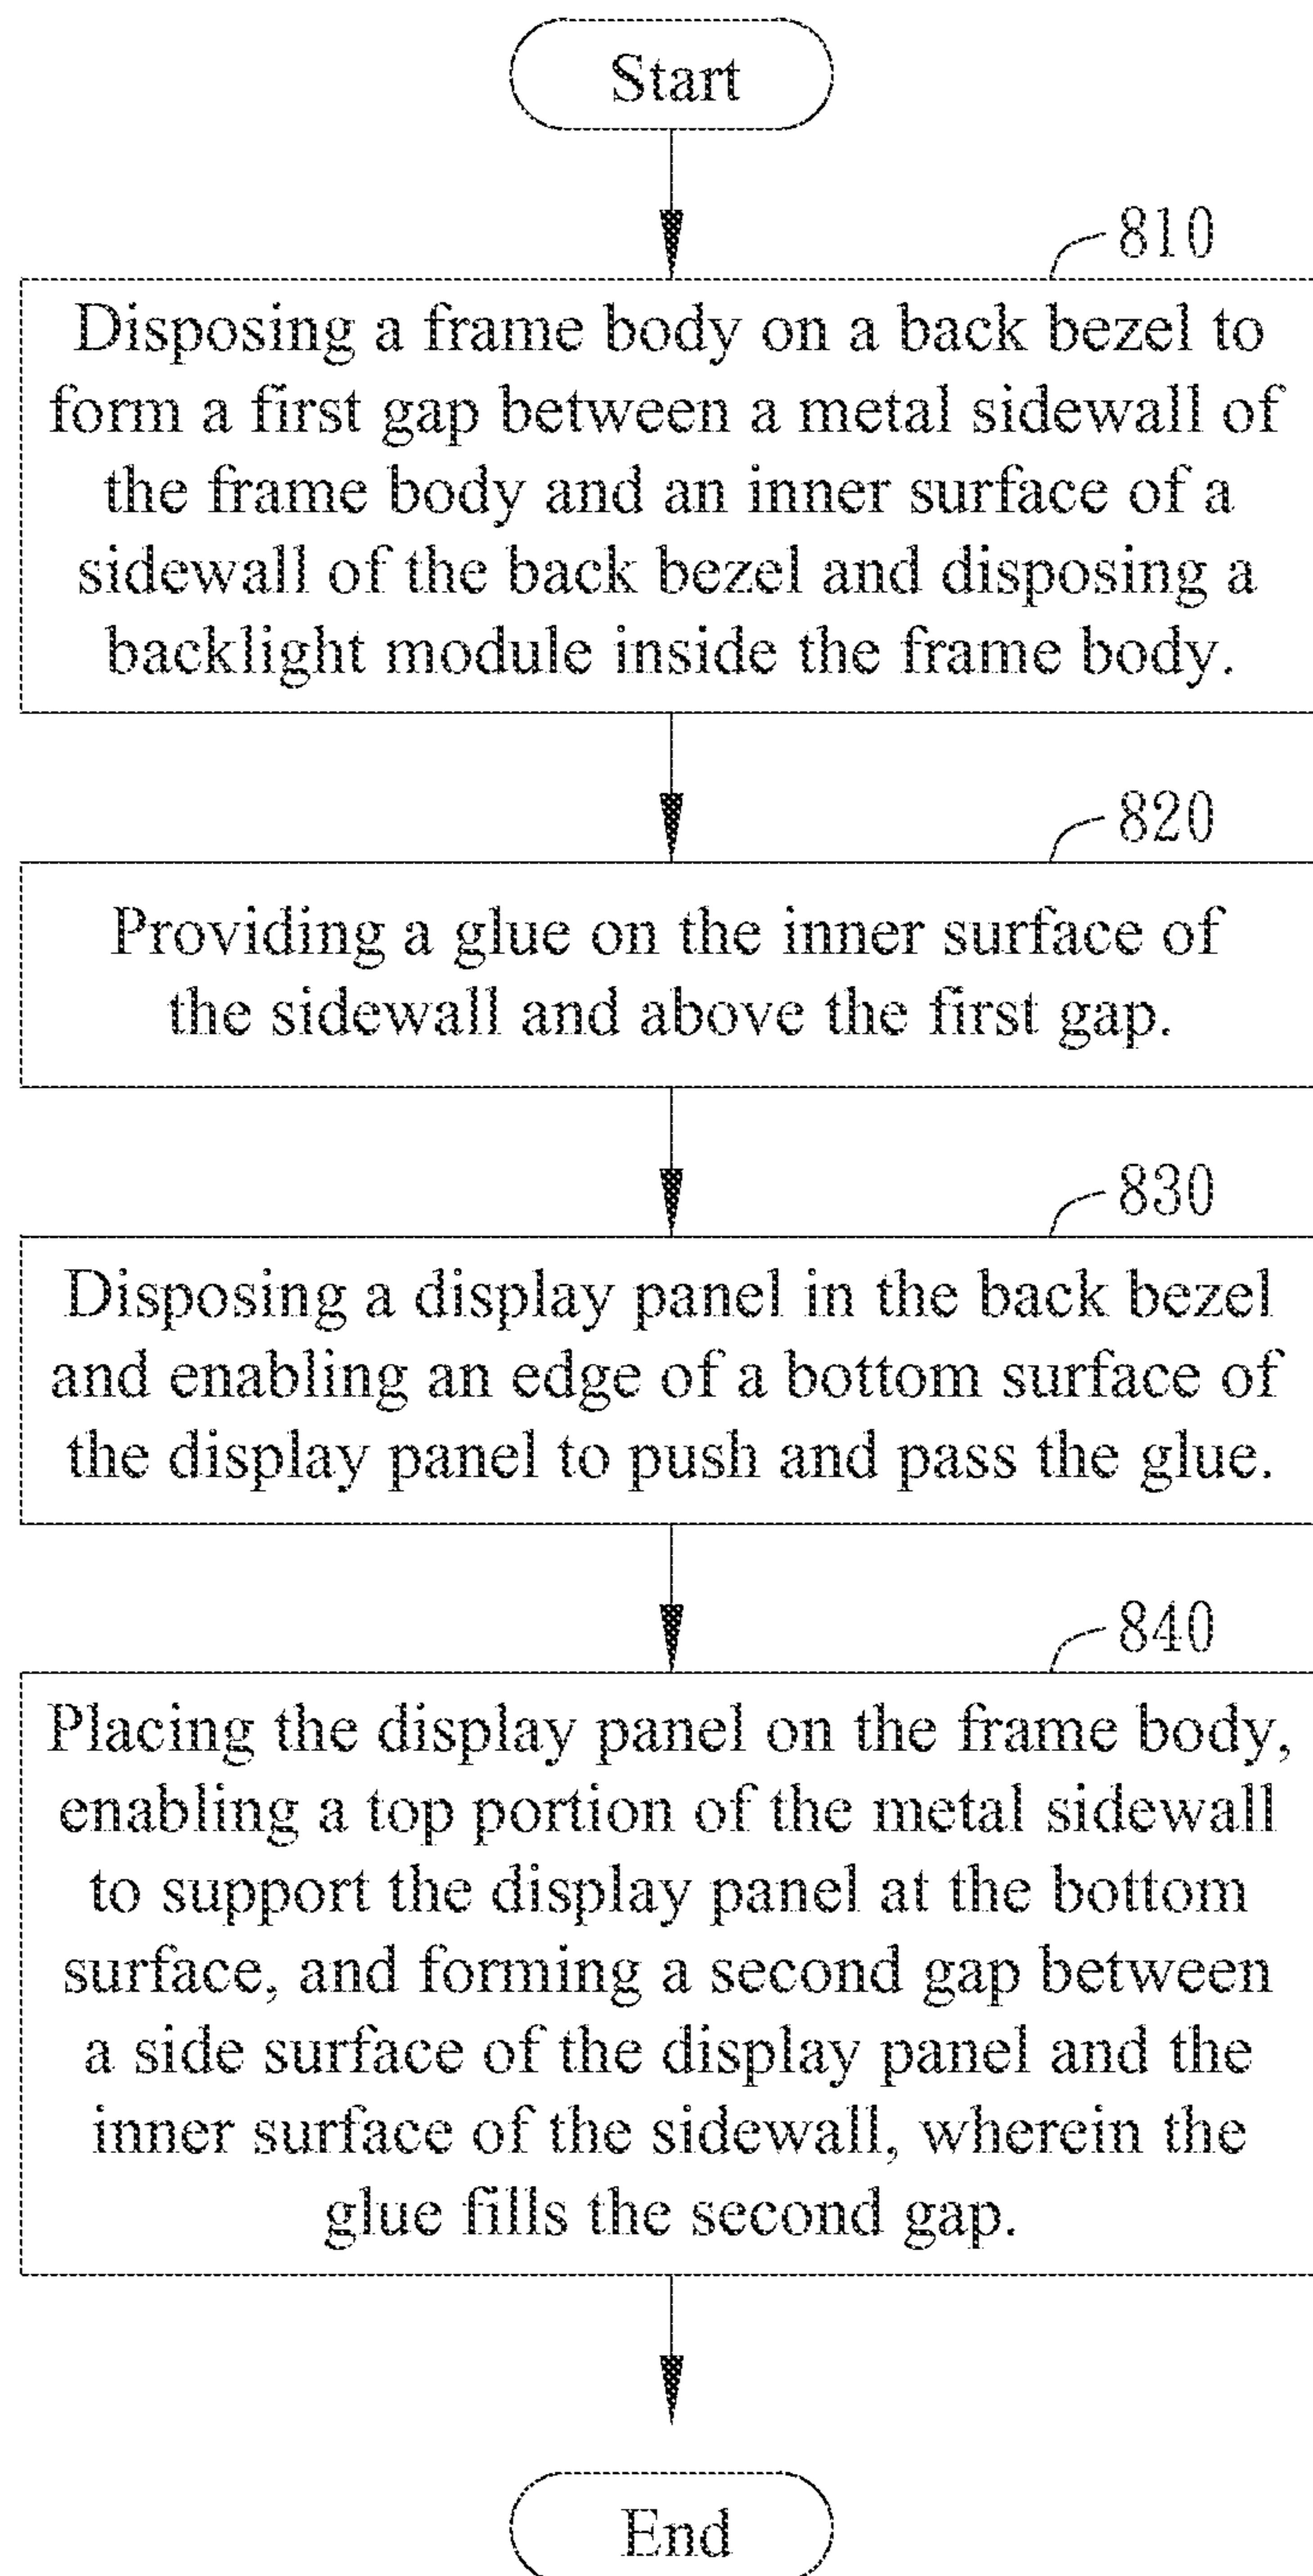 Start
810
Disposing a frame body on a back bezel to
form a first gap between a metal sidewall of
the frame body and an inner surface of a
sidewall of the back bezel and disposing a
backlight module inside the frame body.
820
Providing a glue on the inner surface of
the sidewall and above the first gap.
830
Disposing a display panel in the back bezel
and enabling an edge of a bottom surface of
the display panel to push and pass the glue.
840
Placing the display panel on the frame body,
enabling a top portion of the metal sidewall
to support the display panel at the bottom
surface, and forming a second gap between
a side surface of the display panel and the
inner surface of the sidewall, wherein the
glue fills the second gap.
End